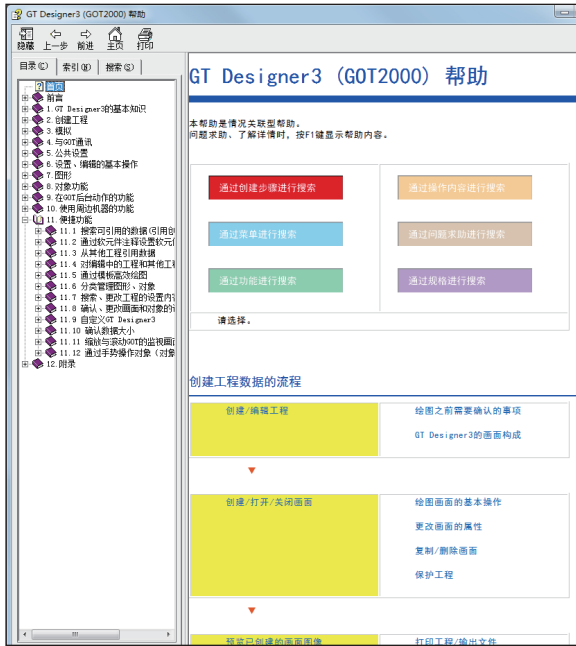 GT Designer3 (GOT2000) 帮助
隐藏 上一步 前进 主页 打印
目录(C) 索引(N) 搜索(S)
首页
前言
1.GT Designer3的基本知识
2.创建工程
3.模拟
4.与GOT通讯
5.公共设置
6.设置、编辑的基本操作
7.图形
8.对象功能
9.在GOT后台动作的功能
10.使用周边机器的功能
11.便捷功能
11.1 搜索可引用的数据(引用创
11.2 通过软元件注释设置软元
11.3 从其他工程引用数据
11.4 对编辑中的工程和其他工
11.5 通过模板高效绘图
11.6 分类管理图形、对象
11.7 搜索、更改工程的设置内
11.8 确认、更改画面和对象的
11.9 自定义GT Designer3
11.10 确认数据大小
11.11 缩放与滚动GOT的监视画面
11.12 通过手势操作对象 (对象
12.附录
GT Designer3 (GOT2000) 帮助
本帮助是情况关联型帮助。
问题求助、了解详情时，按F1键显示帮助内容。
通过创建步骤进行搜索 通过操作内容进行搜索
通过菜单进行搜索 通过问题求助进行搜索
通过功能进行搜索 通过规格进行搜索
请选择。
创建工程数据的流程
创建/编辑工程 绘图之前需要确认的事项
GT Designer3的画面构成
创建/打开/关闭画面 绘图画面的基本操作
更改画面的属性
复制/删除画面
保护工程
预览已创建的画面图像 打印工程/输出文件